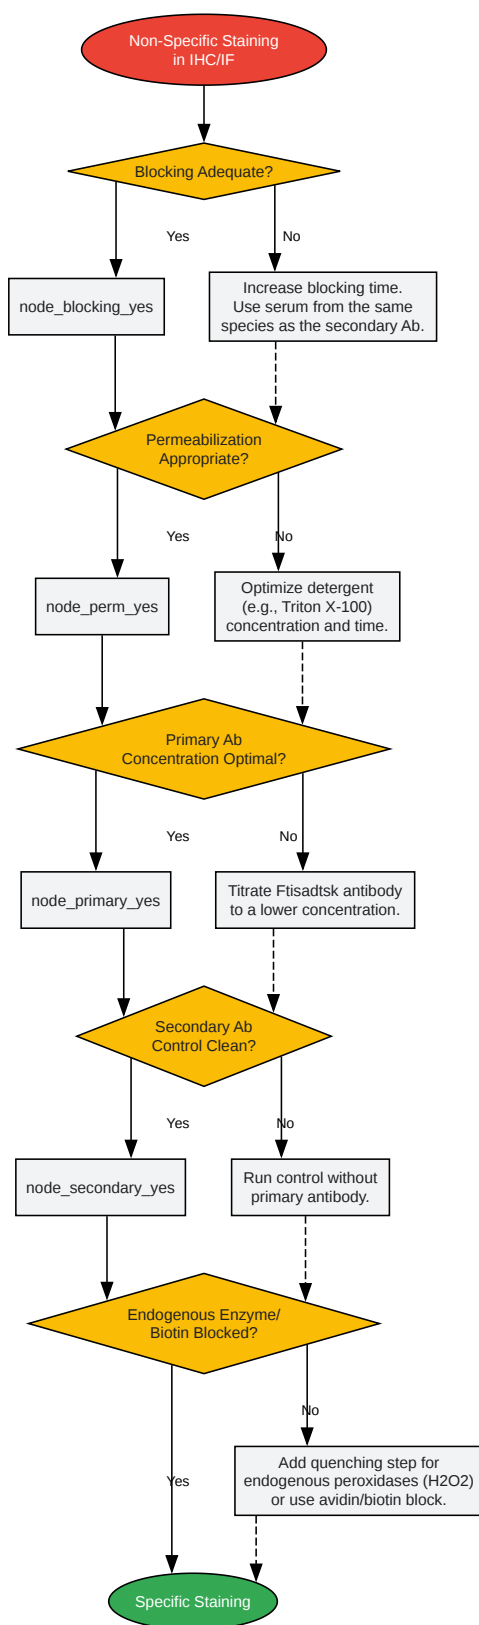 Non-Specific Staining
in IHC/IF
Blocking Adequate?
Yes
No
node_blocking_yes
Increase blocking time.
Use serum from the same
species as the secondary Ab.
Permeabilization
Appropriate?
Yes
No
node_perm_yes
Optimize detergent
(e.g., Triton X-100)
concentration and time.
Primary Ab
Concentration Optimal?
Yes
No
node_primary_yes
Titrate Ftisadtsk antibody
to a lower concentration.
Secondary Ab
Control Clean?
Yes
No
node_secondary_yes
Run control without
primary antibody.
Endogenous Enzyme/
Biotin Blocked?
No
Yes
Add quenching step for
endogenous peroxidases (H2O2)
or use avidin/biotin block.
Specific Staining